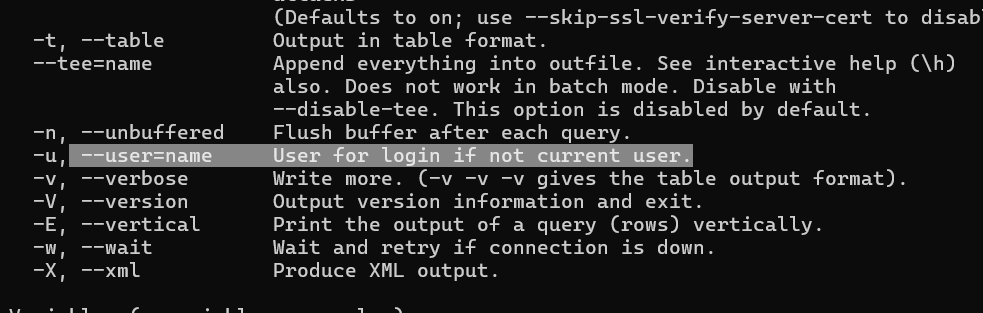 (Defaults to on; use --skip-ssl-verify-server-cert to disabl
-t, --table Output in table format.
--tee=name Append everything into outfile. See interactive help (\h)
also. Does not work in batch mode. Disable with
--disable-tee. This option is disabled by default.
-n, --unbuffered Flush buffer after each query.
-u, --user=name User for login if not current user.
-v, --verbose Write more. (-v -v -v gives the table output format).
-V, --version Output version information and exit.
-E, --vertical Print the output of a query (rows) vertically.
-w, --wait Wait and retry if connection is down.
-X, --xml Produce XML output.